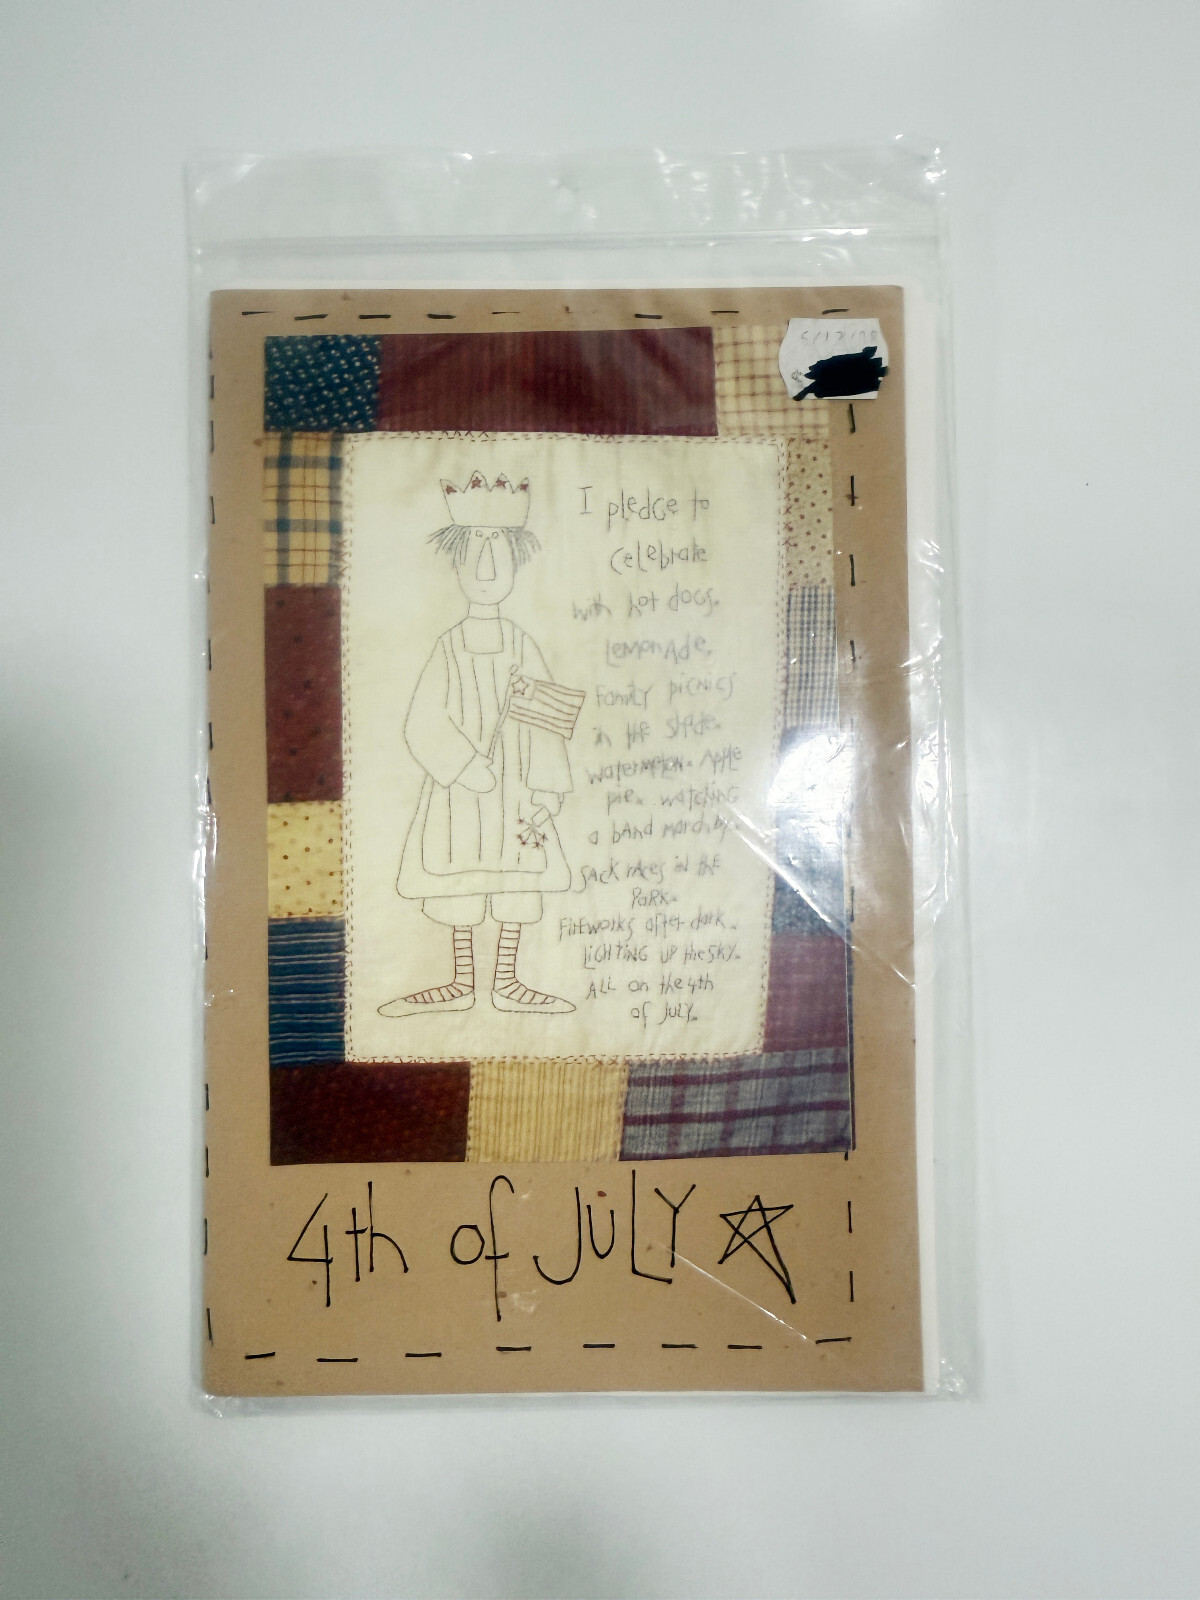 I pledge to
celebrate
with hot dogs.
Lemonade.
Family picnics
in the shade.
Watermelon. Apple
pie. watching
a band march by.
Sack races in the
Park.
Fireworks after dark.
LIGHTING UP the SKY.
ALL on the 4th
of JULY.
4th of JULY